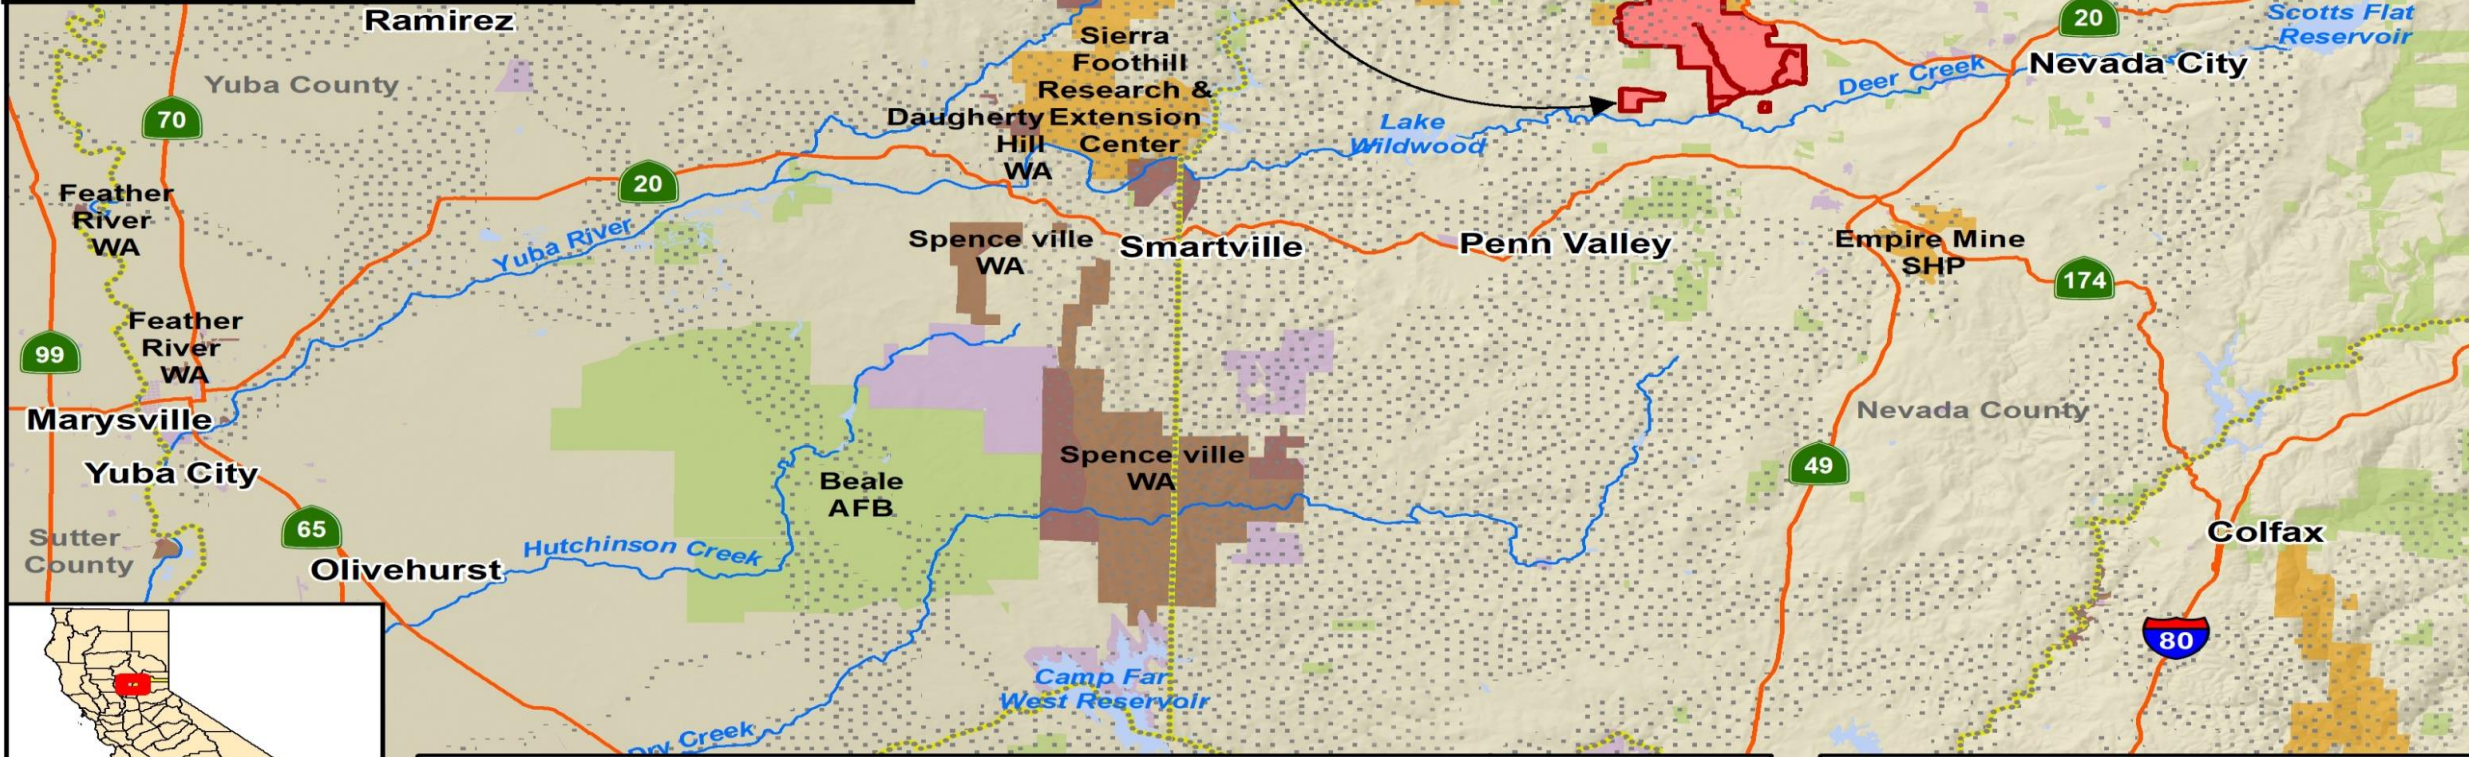 Ramirez
Yuba County
70
Sierra
Foothill
Research &
Extension
Center
Daugherty
Hill
WA
20
Scotts Flat
Reservoir
Nevada City
Deer Creek
Lake
Wildwood
20
Feather
River
WA
Yuba River
Spence ville
WA
Smartville
Penn Valley
Empire Mine
SHP
174
Feather
River
WA
99
Marysville
Yuba City
Nevada County
49
Spence ville
WA
Beale
AFB
65
Sutter
County
Hutchinson Creek
Olivehurst
Colfax
80
Camp Far
West Reservoir
Dry Creek